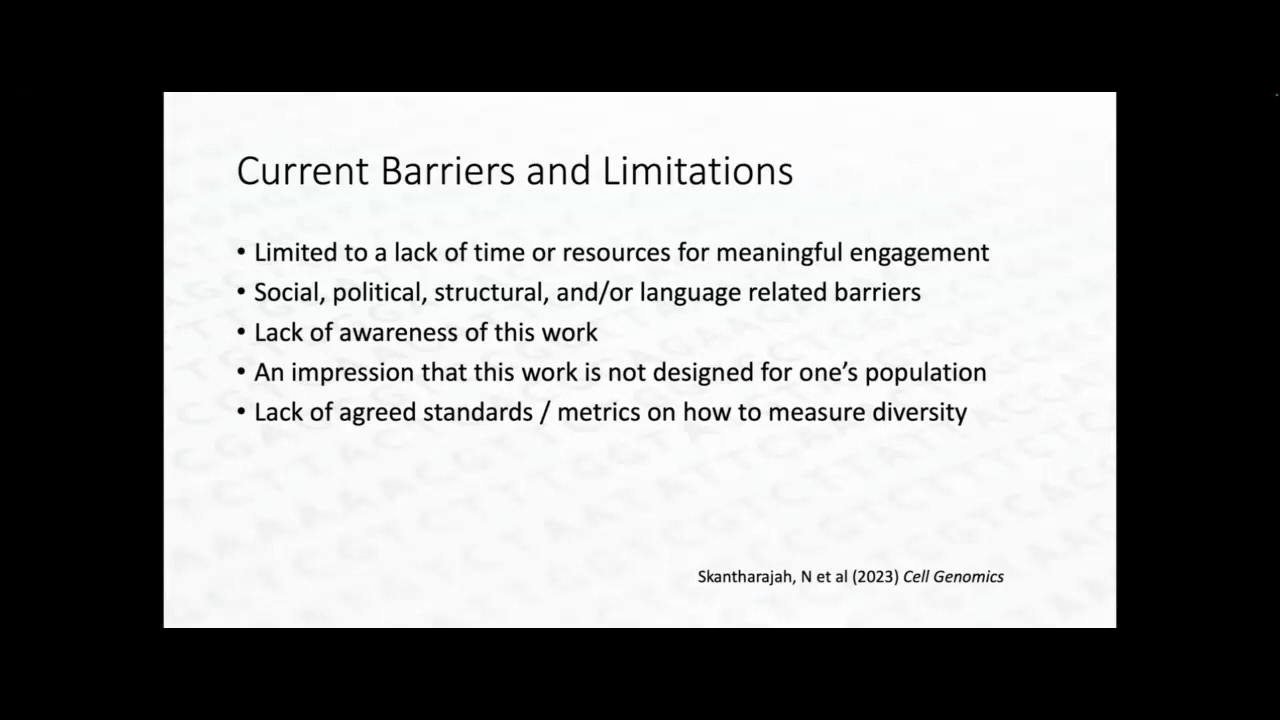 Current Barriers and Limitations
• Limited to a lack of time or resources for meaningful engagement
• Social, political, structural, and/or language related barriers
• Lack of awareness of this work
• An impression that this work is not designed for one’s population
• Lack of agreed standards / metrics on how to measure diversity
Skantharajah, N et al (2023) Cell Genomics